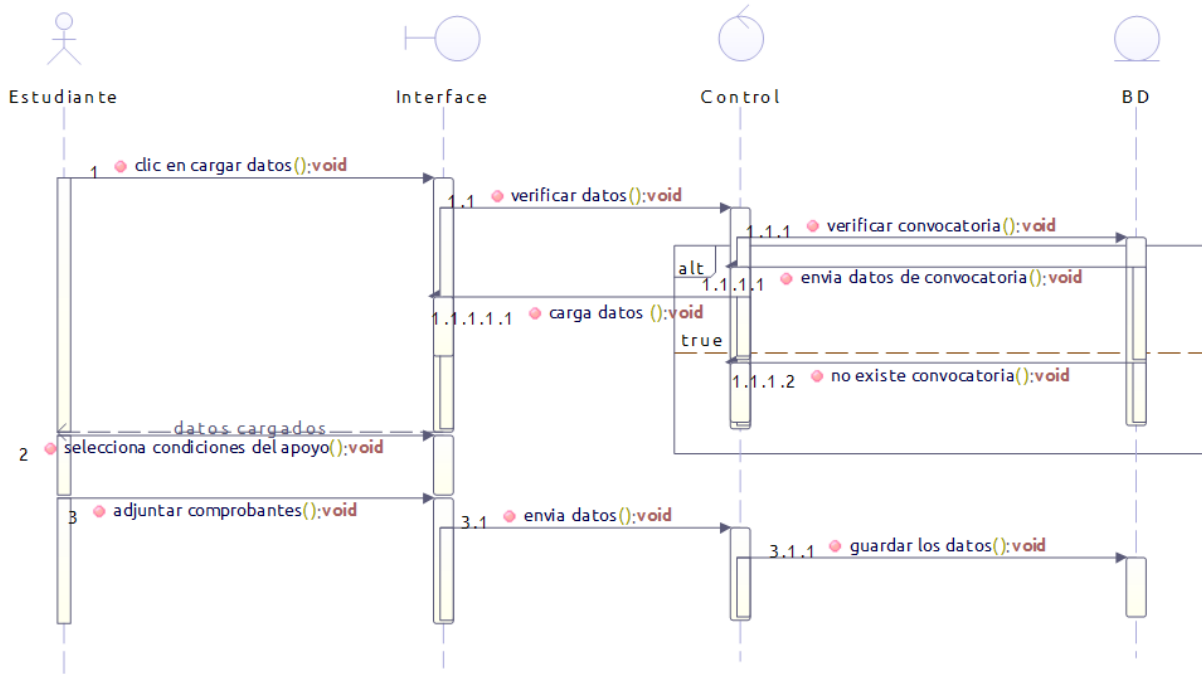 Estudiante
Interface
Control
BD
1 clic en cargar datos():void
1.1 verificar datos():void
1.1.1 verificar convocatoria():void
alt
1.1.1.1 envia datos de convocatoria():void
1.1.1.1.1 carga datos ():void
true
1.1.1.2 no existe convocatoria():void
datos cargados
2 selecciona condiciones del apoyo():void
3 adjuntar comprobantes():void
3.1 envia datos():void
3.1.1 guardar los datos():void